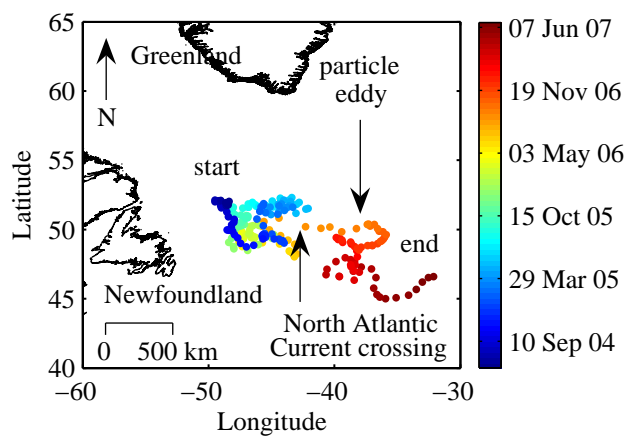 65
60
55
50
45
40
Latitude
Greenland
N
particle
eddy
start
end
Newfoundland
North Atlantic
Current crossing
0 500 km
−60 −50 −40 −30
Longitude
07 Jun 07
19 Nov 06
03 May 06
15 Oct 05
29 Mar 05
10 Sep 04